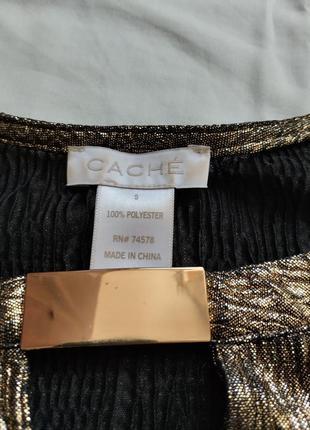 CACHÉ
S
100% POLYESTER
RN# 74578
MADE IN CHINA